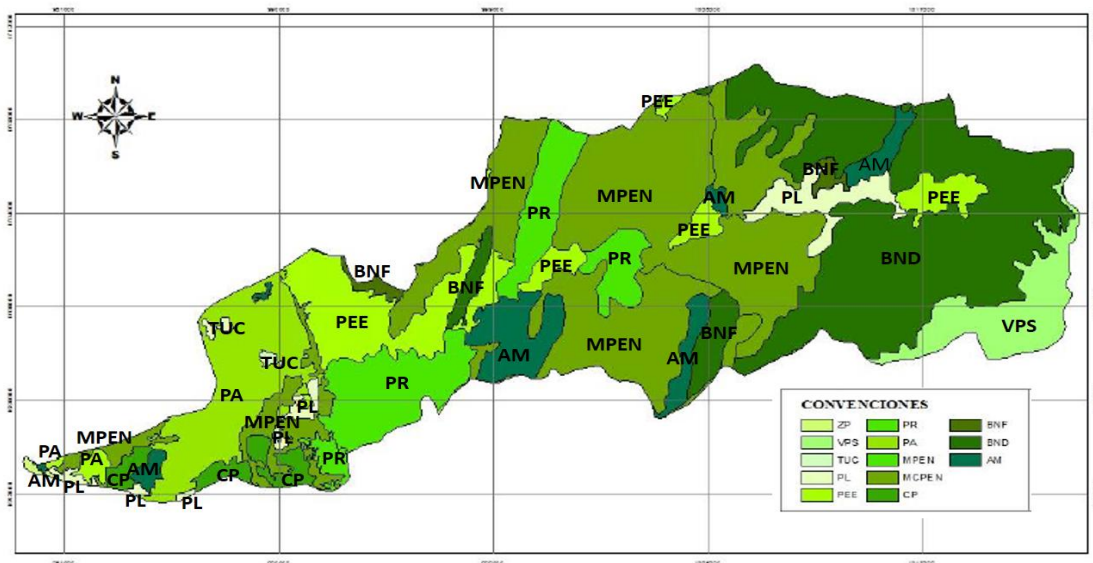 N
W E
S
PEE
AM
BNF
MPEN
MPEN
AM
PL
PEE
PR
PEE
BND
BNF
PEE
PR
MPEN
BNF
PEE
TUC
VPS
BNF
MPEN
AM
AM
TUC
PR
PA
PL
MPEN
PL
MPEN
PA
PA
PR
AM
CP
CP
CP
AM
PL
PL
PL
CONVENCIONES
ZP PR BNF
VPS PA BND
TUC MPEN AM
PL MCPEN
PEE CP